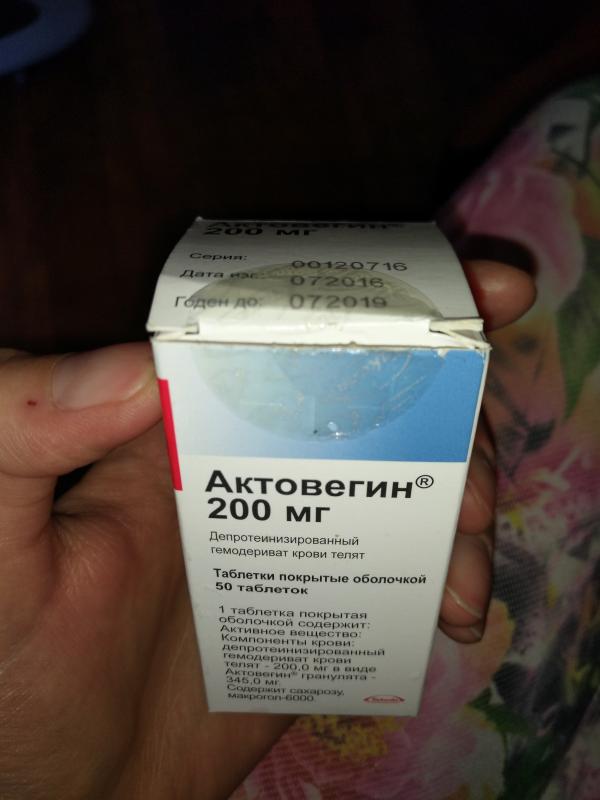 Актовегин®
200 мг
Серия: 00120716
Дата изг 072016
Годен до: 072019
Актовегин®
200 мг
Депротеинизированный
гемодериват крови телят
Таблетки покрытые оболочкой
50 таблеток
1 таблетка покрытая
оболочкой содержит:
Активное вещество:
Компоненты крови:
депротеинизированный
гемодериват крови
телят - 200,0 мг в виде
Актовегин® гранулята -
345,0 мг.
Содержит сахарозу,
макрогол-6000.
Takeda